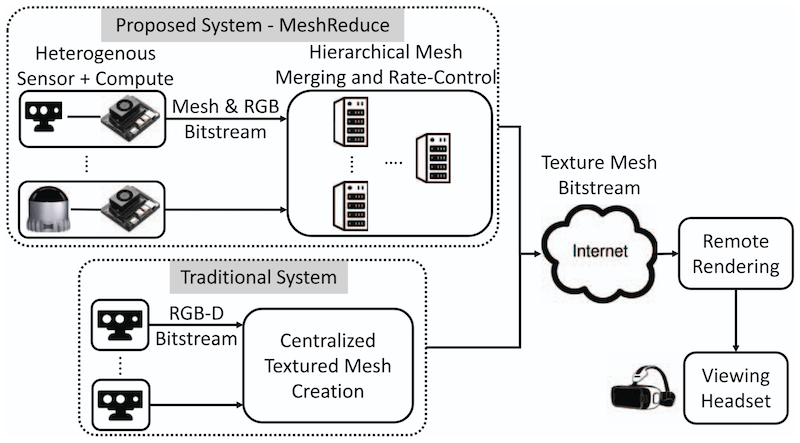 Proposed System - MeshReduce
Heterogenous
Sensor + Compute
Hierarchical Mesh
Merging and Rate-Control
Mesh & RGB
Bitstream
Texture Mesh
Bitstream
Internet
Remote
Rendering
Traditional System
RGB-D
Bitstream
Centralized
Textured Mesh
Creation
Viewing
Headset